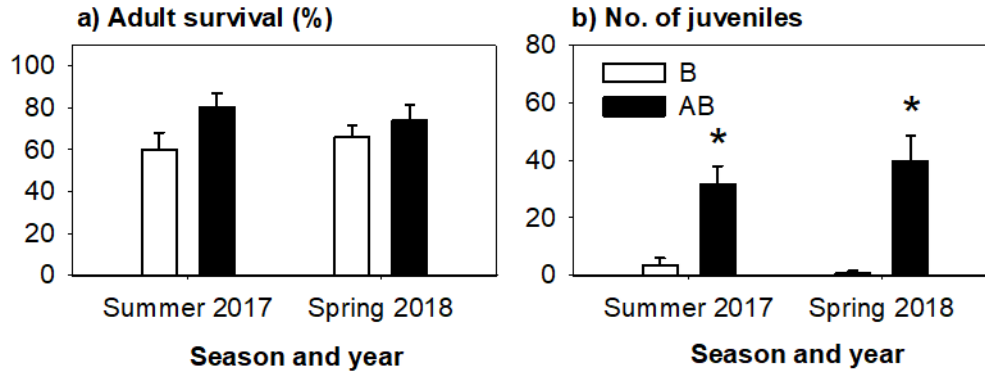 a) Adult survival (%)
100
80
60
40
20
0
Summer 2017
Spring 2018
Season and year
b) No. of juveniles
80
60
40
20
0
B
AB
*
*
Summer 2017
Spring 2018
Season and year